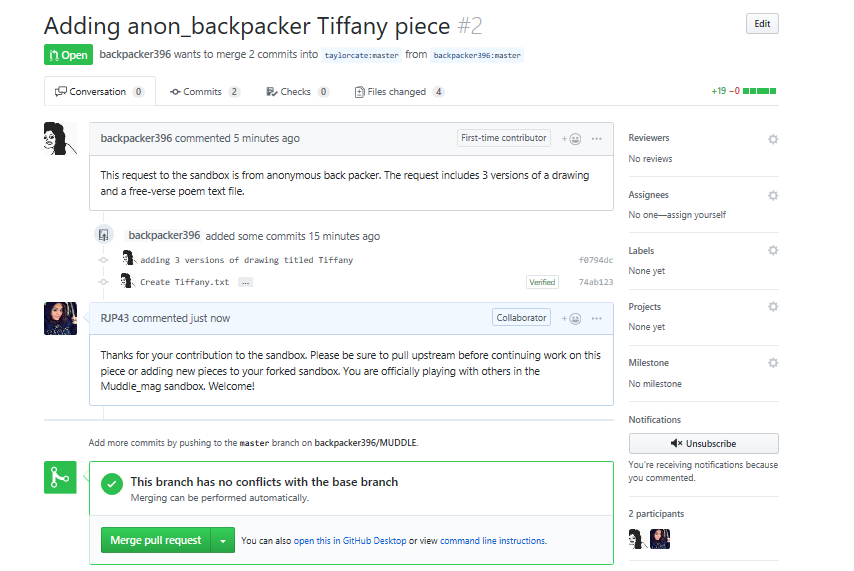 Adding anon_backpacker Tiffany piece #2
Edit
Open backpacker396 wants to merge 2 commits into taylorcate:master from backpacker396:master
Conversation 0 Commits 2 Checks 0 Files changed 4
+19 −0
backpacker396 commented 5 minutes ago First-time contributor
This request to the sandbox is from anonymous back packer. The request includes 3 versions of a drawing
and a free-verse poem text file.
backpacker396 added some commits 15 minutes ago
adding 3 versions of drawing titled Tiffany f0794dc
Create Tiffany.txt ... Verified 74ab123
RJP43 commented just now Collaborator
Thanks for your contribution to the sandbox. Please be sure to pull upstream before continuing work on this
piece or adding new pieces to your forked sandbox. You are officially playing with others in the
Muddle_mag sandbox. Welcome!
Add more commits by pushing to the master branch on backpacker396/MUDDLE.
This branch has no conflicts with the base branch
Merging can be performed automatically.
Merge pull request You can also open this in GitHub Desktop or view command line instructions.
Reviewers
No reviews
Assignees
No one—assign yourself
Labels
None yet
Projects
None yet
Milestone
No milestone
Notifications
Unsubscribe
You're receiving notifications because
you commented.
2 participants